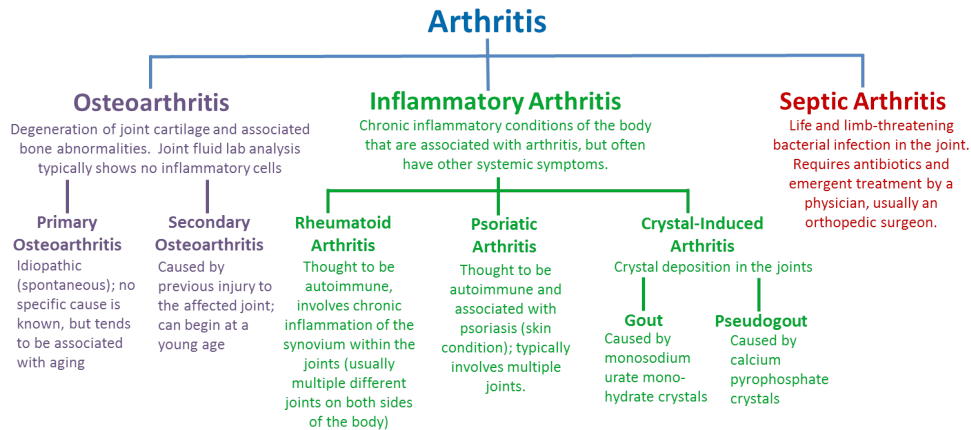 Arthritis
Osteoarthritis
Degeneration of joint cartilage and associated
bone abnormalities.  Joint fluid lab analysis
typically shows no inflammatory cells
Primary
Osteoarthritis
Idiopathic
(spontaneous); no
specific cause is
known, but tends
to be associated
with aging
Secondary
Osteoarthritis
Caused by
previous injury to
the affected joint;
can begin at a
young age
Inflammatory Arthritis
Chronic inflammatory conditions of the body
that are associated with arthritis, but often
have other systemic symptoms.
Rheumatoid
Arthritis
Thought to be
autoimmune,
involves chronic
inflammation of the
synovium within the
joints (usually
multiple different
joints on both sides
of the body)
Psoriatic
Arthritis
Thought to be
autoimmune and
associated with
psoriasis (skin
condition); typically
involves multiple
joints.
Crystal-Induced
Arthritis
Crystal deposition in the joints
Gout
Caused by
monosodium
urate mono-
hydrate crystals
Pseudogout
Caused by
calcium
pyrophosphate
crystals
Septic Arthritis
Life and limb-threatening
bacterial infection in the joint.
Requires antibiotics and
emergent treatment by a
physician, usually an
orthopedic surgeon.